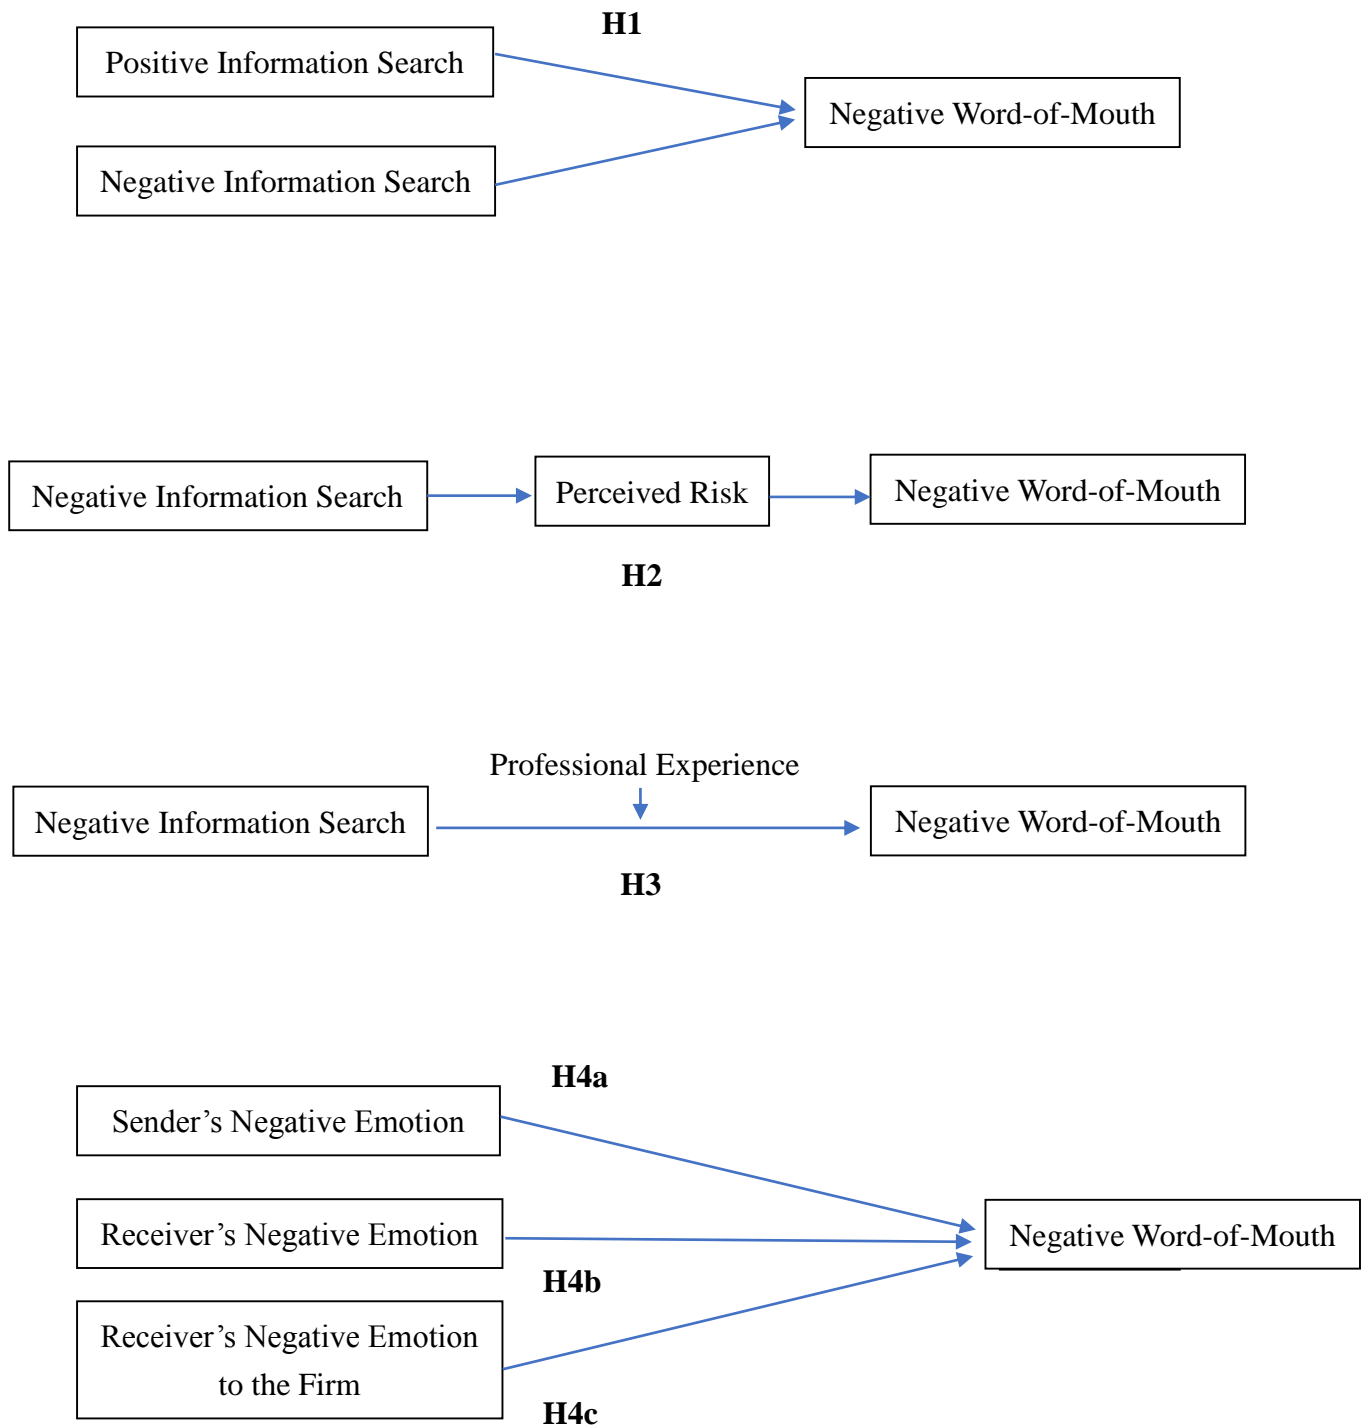 H1
Positive Information Search
Negative Word-of-Mouth
Negative Information Search
Negative Information Search
Perceived Risk
Negative Word-of-Mouth
H2
Professional Experience
Negative Information Search
Negative Word-of-Mouth
H3
H4a
Sender’s Negative Emotion
Receiver’s Negative Emotion
Negative Word-of-Mouth
H4b
Receiver’s Negative Emotion
to the Firm
H4c